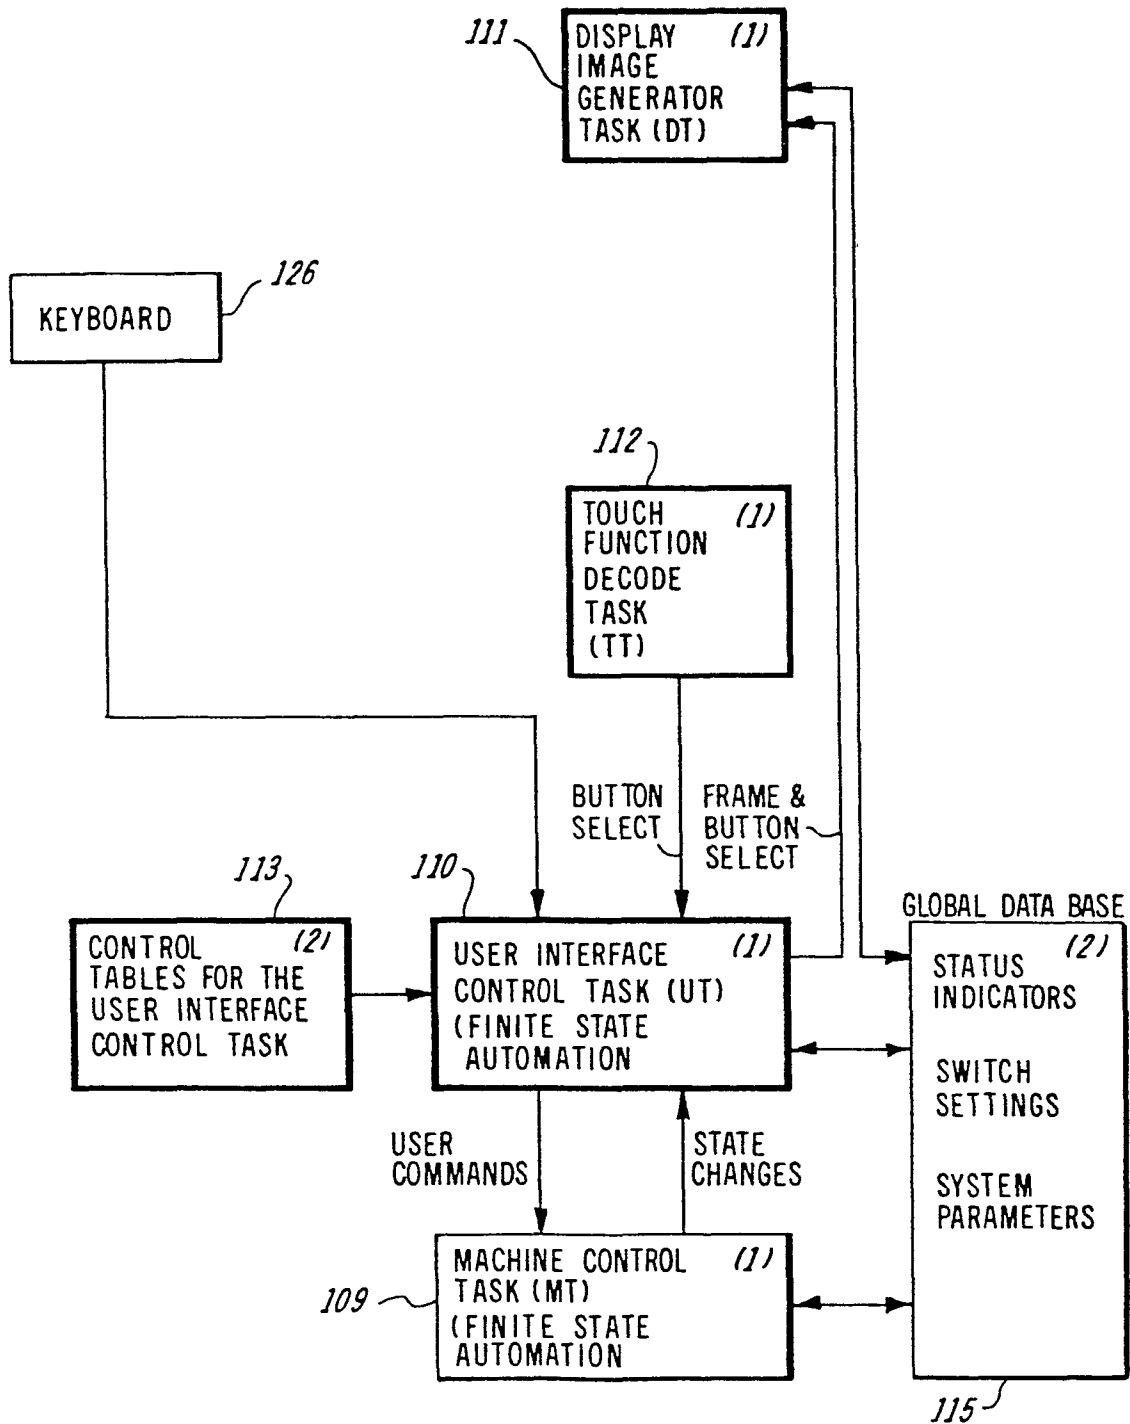 111
DISPLAY (1)
IMAGE
GENERATOR
TASK (DT)
126
KEYBOARD
112
TOUCH (1)
FUNCTION
DECODE
TASK
(TT)
BUTTON
SELECT
FRAME &
BUTTON
SELECT
113
CONTROL (2)
TABLES FOR THE
USER INTERFACE
CONTROL TASK
110
USER INTERFACE (1)
CONTROL TASK (UT)
(FINITE STATE
AUTOMATION
GLOBAL DATA BASE
(2)
STATUS
INDICATORS
SWITCH
SETTINGS
SYSTEM
PARAMETERS
115
USER
COMMANDS
STATE
CHANGES
109
MACHINE CONTROL (1)
TASK (MT)
(FINITE STATE
AUTOMATION